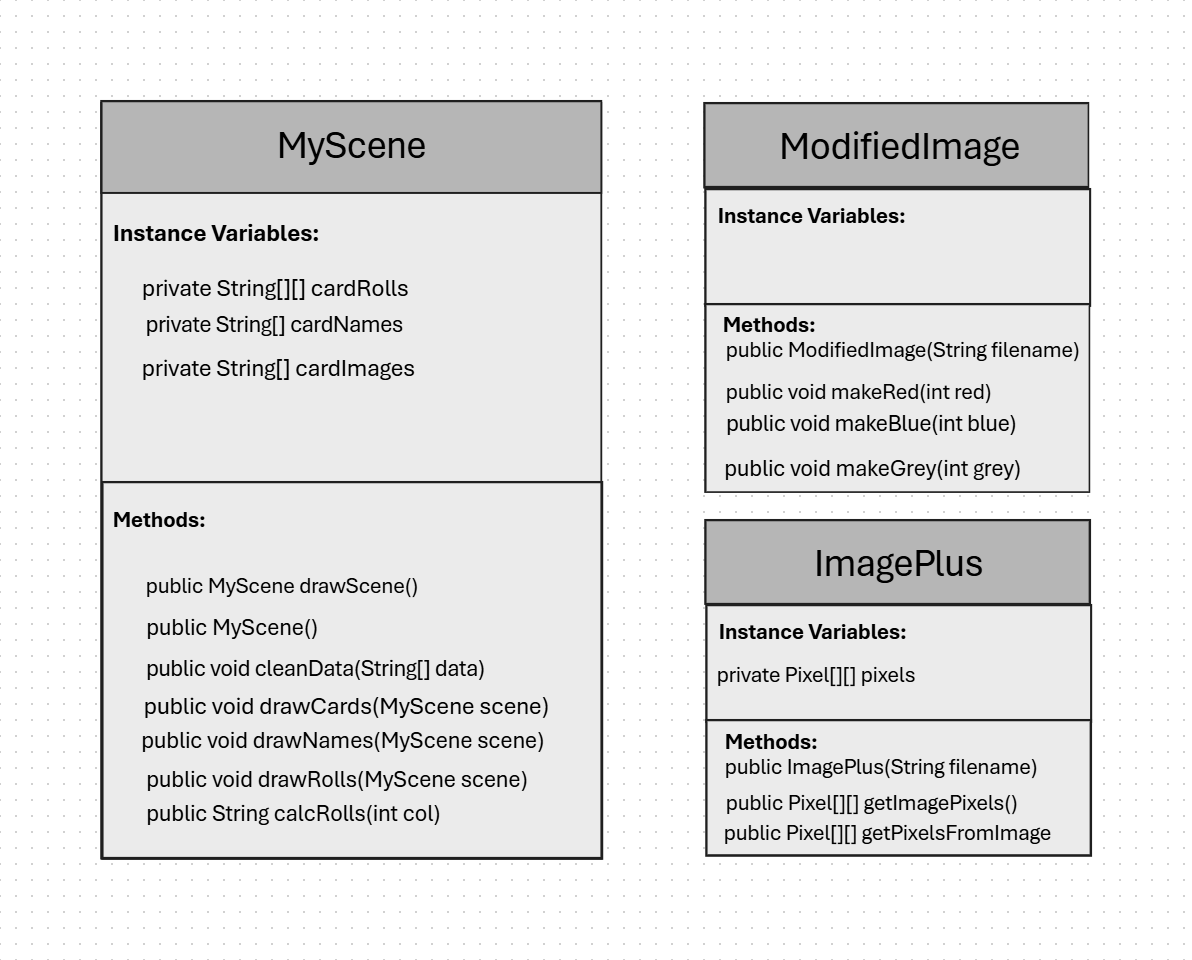 MyScene
Instance Variables:
private String[][] cardRolls
private String[] cardNames
private String[] cardImages
Methods:
public MyScene drawScene()
public MyScene()
public void cleanData(String[] data)
public void drawCards(MyScene scene)
public void drawNames(MyScene scene)
public void drawRolls(MyScene scene)
public String calcRolls(int col)
ModifiedImage
Instance Variables:
Methods:
public ModifiedImage(String filename)
public void makeRed(int red)
public void makeBlue(int blue)
public void makeGrey(int grey)
ImagePlus
Instance Variables:
private Pixel[][] pixels
Methods:
public ImagePlus(String filename)
public Pixel[][] getImagePixels()
public Pixel[][] getPixelsFromImage